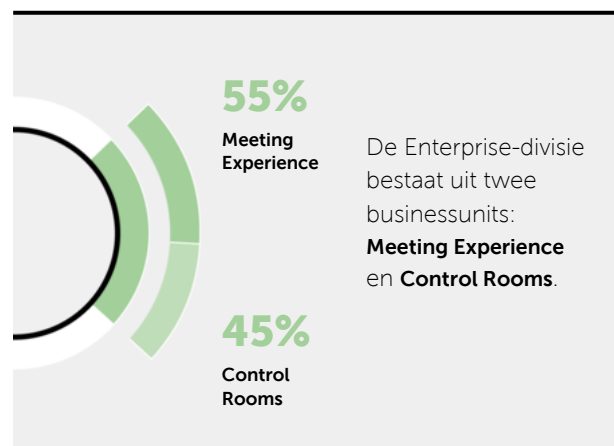 55%
Meeting
Experience
De Enterprise-divisie
bestaat uit twee
businessunits:
Meeting Experience
en Control Rooms.
45%
Control
Rooms